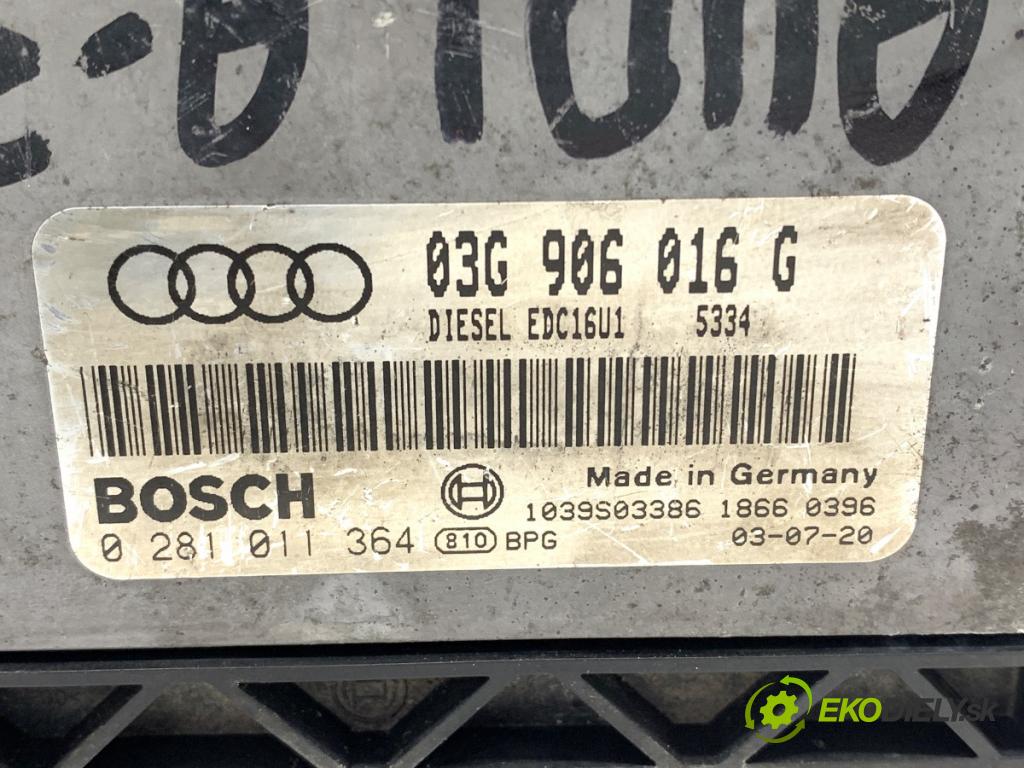 03G 906 016 G
DIESEL EDC16U1 5334
BOSCH
Made in Germany
1039S03386 1866 0396
0 281 011 364 810 BPG
03-07-20
EKODIELY.sk